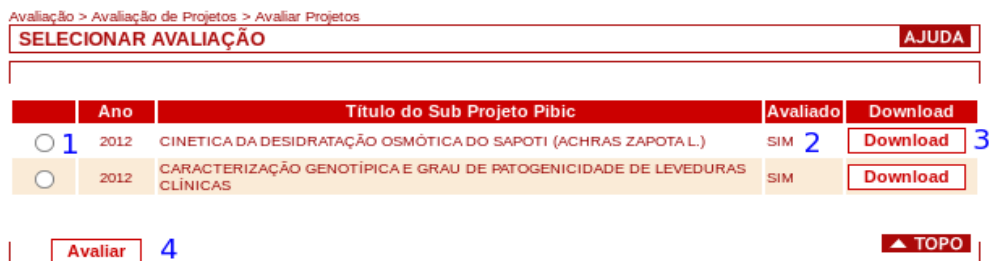 Avaliação > Avaliação de Projetos > Avaliar Projetos
SELECIONAR AVALIAÇÃO AJUDA
Ano Título do Sub Projeto Pibic Avaliado Download
1 2012 CINETICA DA DESIDRATAÇÃO OSMÓTICA DO SAPOTI (ACHRAS ZAPOTA L.) SIM 2 Download 3
2012 CARACTERIZAÇÃO GENOTÍPICA E GRAU DE PATOGENICIDADE DE LEVEDURAS
CLÍNICAS SIM Download
Avaliar 4 TOPO